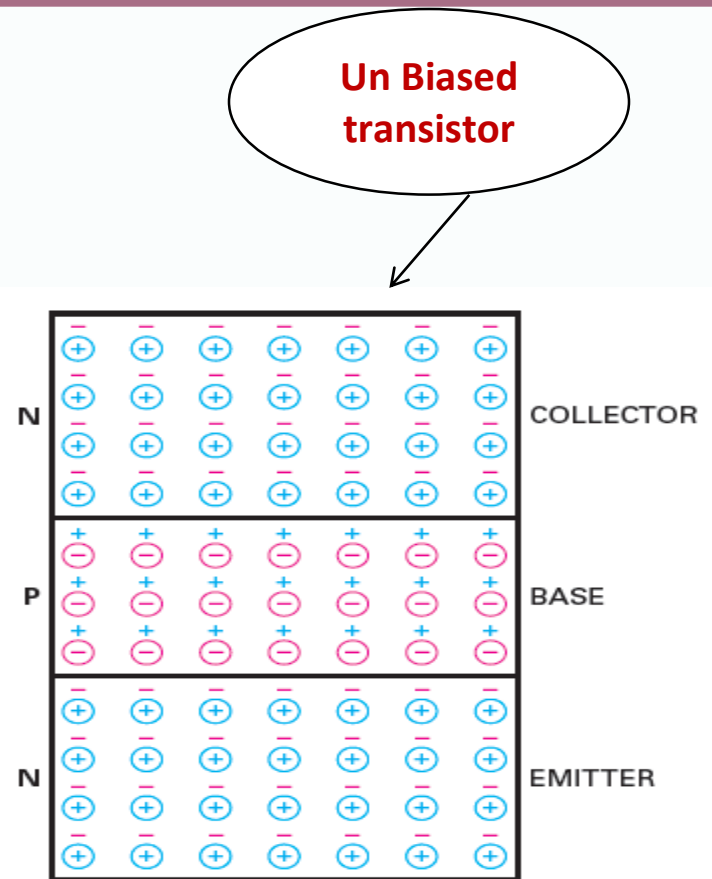 Un Biased
transistor
N COLLECTOR
P BASE
N EMITTER